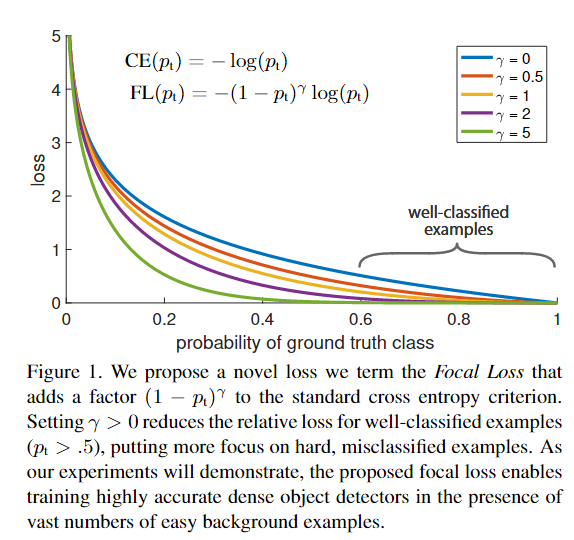 5
4
3
2
1
0
loss
CE(pₜ) = − log(pₜ)
FL(pₜ) = −(1 − pₜ)^γ log(pₜ)
γ = 0
γ = 0.5
γ = 1
γ = 2
γ = 5
well-classified
examples
0 0.2 0.4 0.6 0.8 1
probability of ground truth class
Figure 1. We propose a novel loss we term the Focal Loss that
adds a factor (1 − pₜ)^γ to the standard cross entropy criterion.
Setting γ > 0 reduces the relative loss for well-classified examples
(pₜ > .5), putting more focus on hard, misclassified examples. As
our experiments will demonstrate, the proposed focal loss enables
training highly accurate dense object detectors in the presence of
vast numbers of easy background examples.